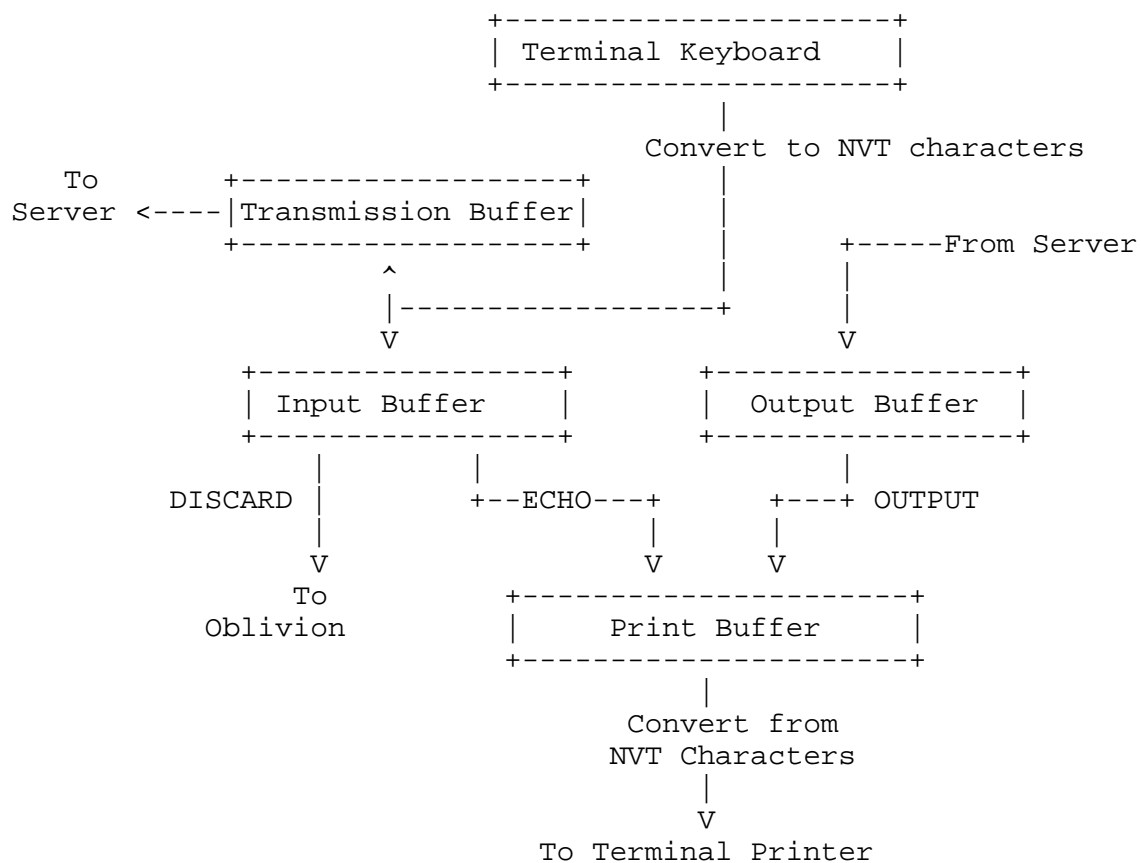 Terminal Keyboard
Convert to NVT characters
To
Server <----|Transmission Buffer|
+-----From Server
Input Buffer
Output Buffer
DISCARD
+--ECHO---+
+---+ OUTPUT
To
Oblivion
Print Buffer
Convert from
NVT Characters
To Terminal Printer